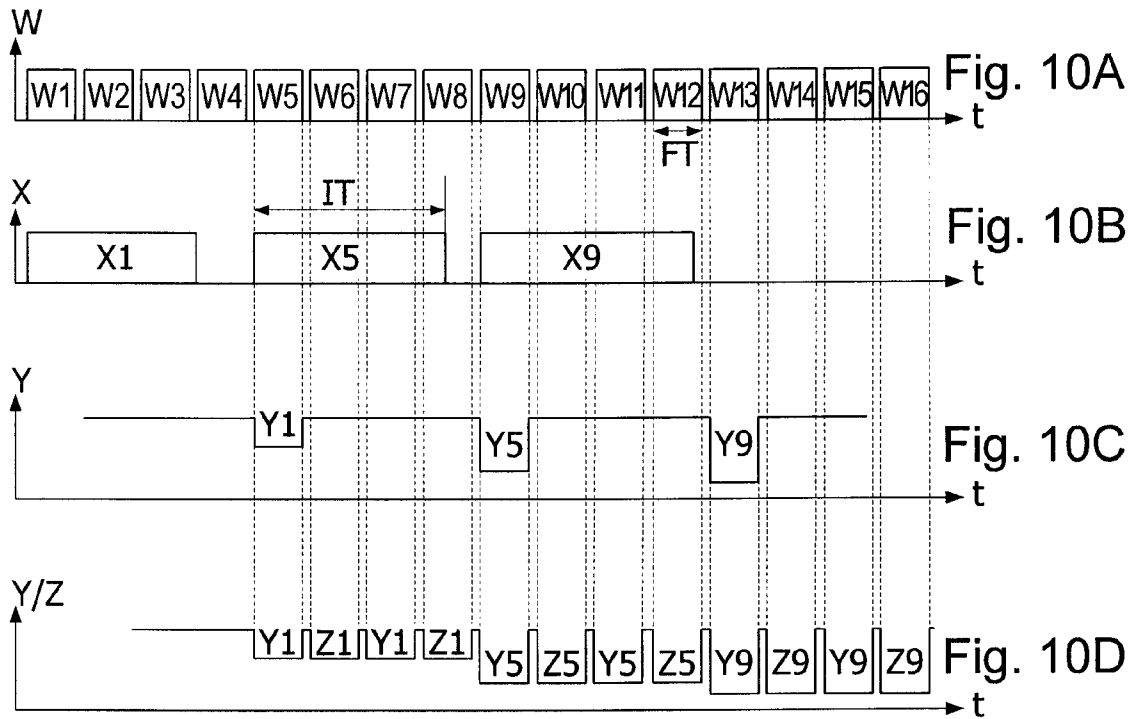 W
W1 W2 W3 W4 W5 W6 W7 W8 W9 W10 W11 W12 W13 W14 W15 W16
Fig. 10A
t
FT
X
IT
X1 X5 X9
Fig. 10B
t
Y
Y1 Y5 Y9
Fig. 10C
t
Y/Z
Y1 Z1 Y1 Z1 Y5 Z5 Y5 Z5 Y9 Z9 Y9 Z9
Fig. 10D
t